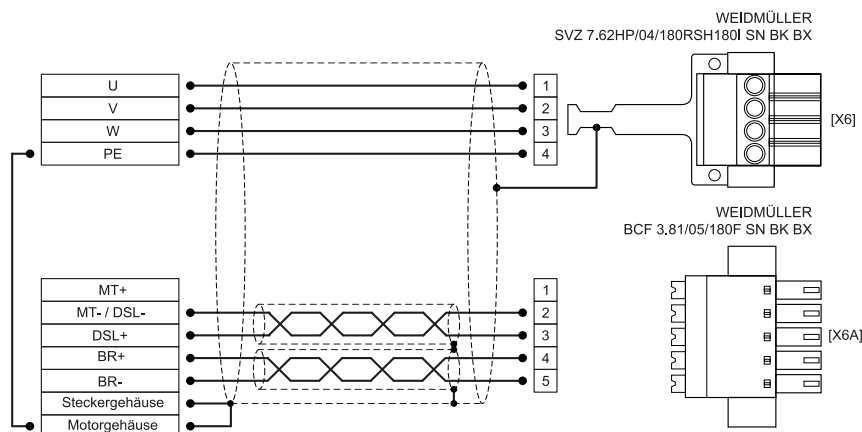 WEIDMÜLLER
SVZ 7.62HP/04/180RSH180I SN BK BX
U
V
W
PE
1
2
3
4
[X6]
WEIDMÜLLER
BCF 3.81/05/180F SN BK BX
MT+
MT- / DSL-
DSL+
BR+
BR-
Steckergehäuse
Motorgehäuse
1
2
3
4
5
[X6A]